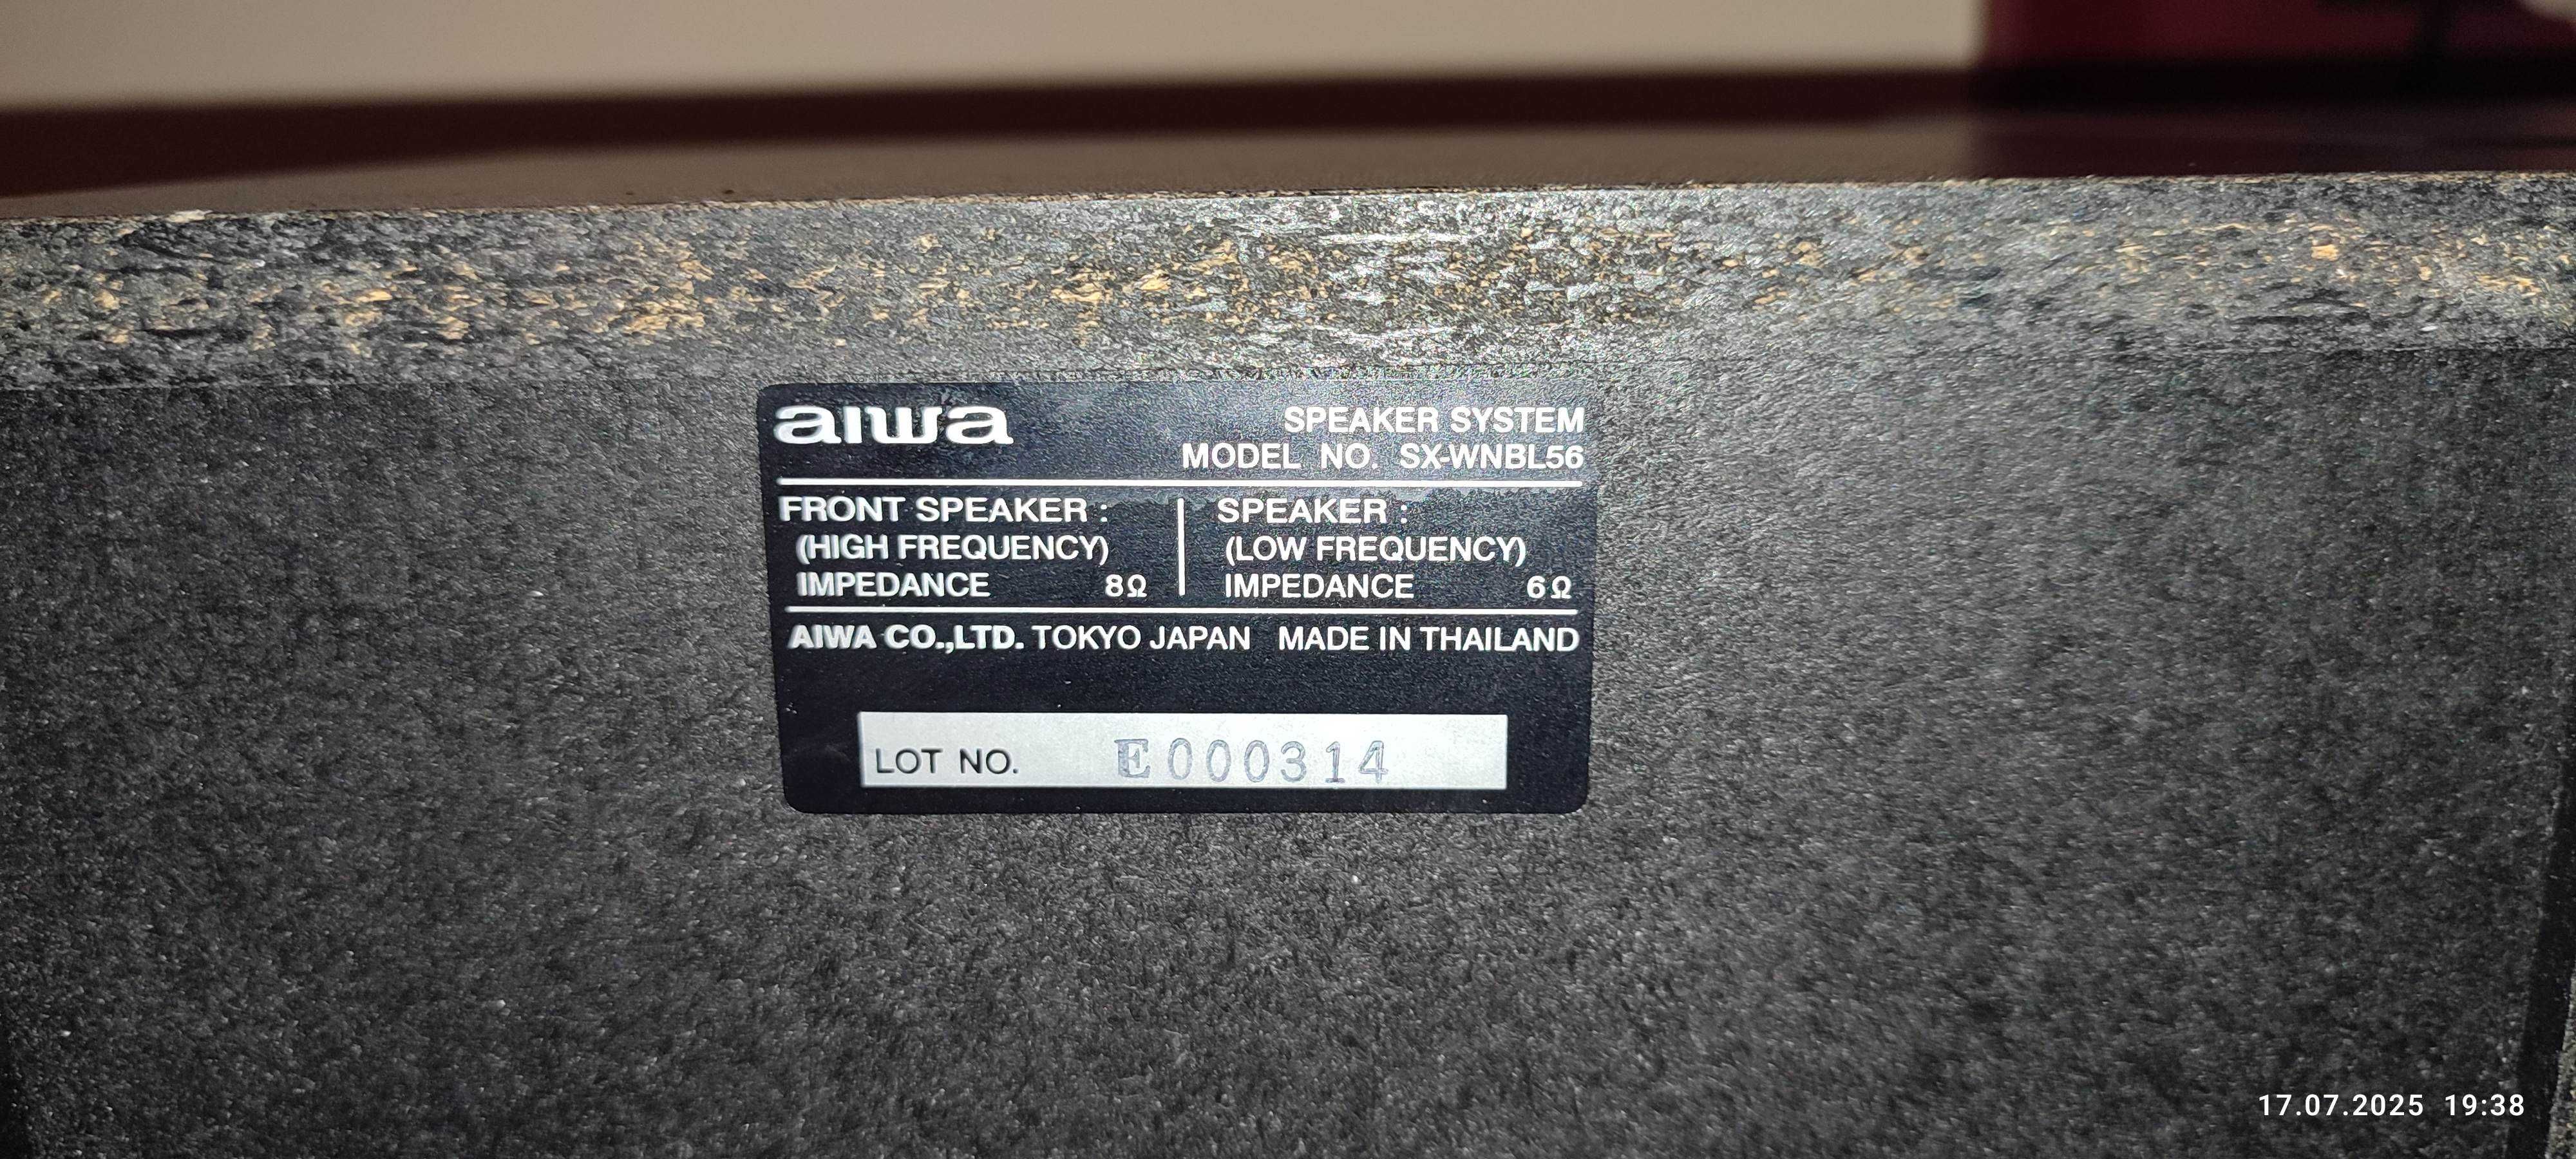 aiwa
SPEAKER SYSTEM
MODEL NO. SX-WNBL56
FRONT SPEAKER :
(HIGH FREQUENCY)
IMPEDANCE 8Ω
SPEAKER :
(LOW FREQUENCY)
IMPEDANCE 6Ω
AIWA CO.,LTD. TOKYO JAPAN MADE IN THAILAND
LOT NO. E000314
17.07.2025 19:38